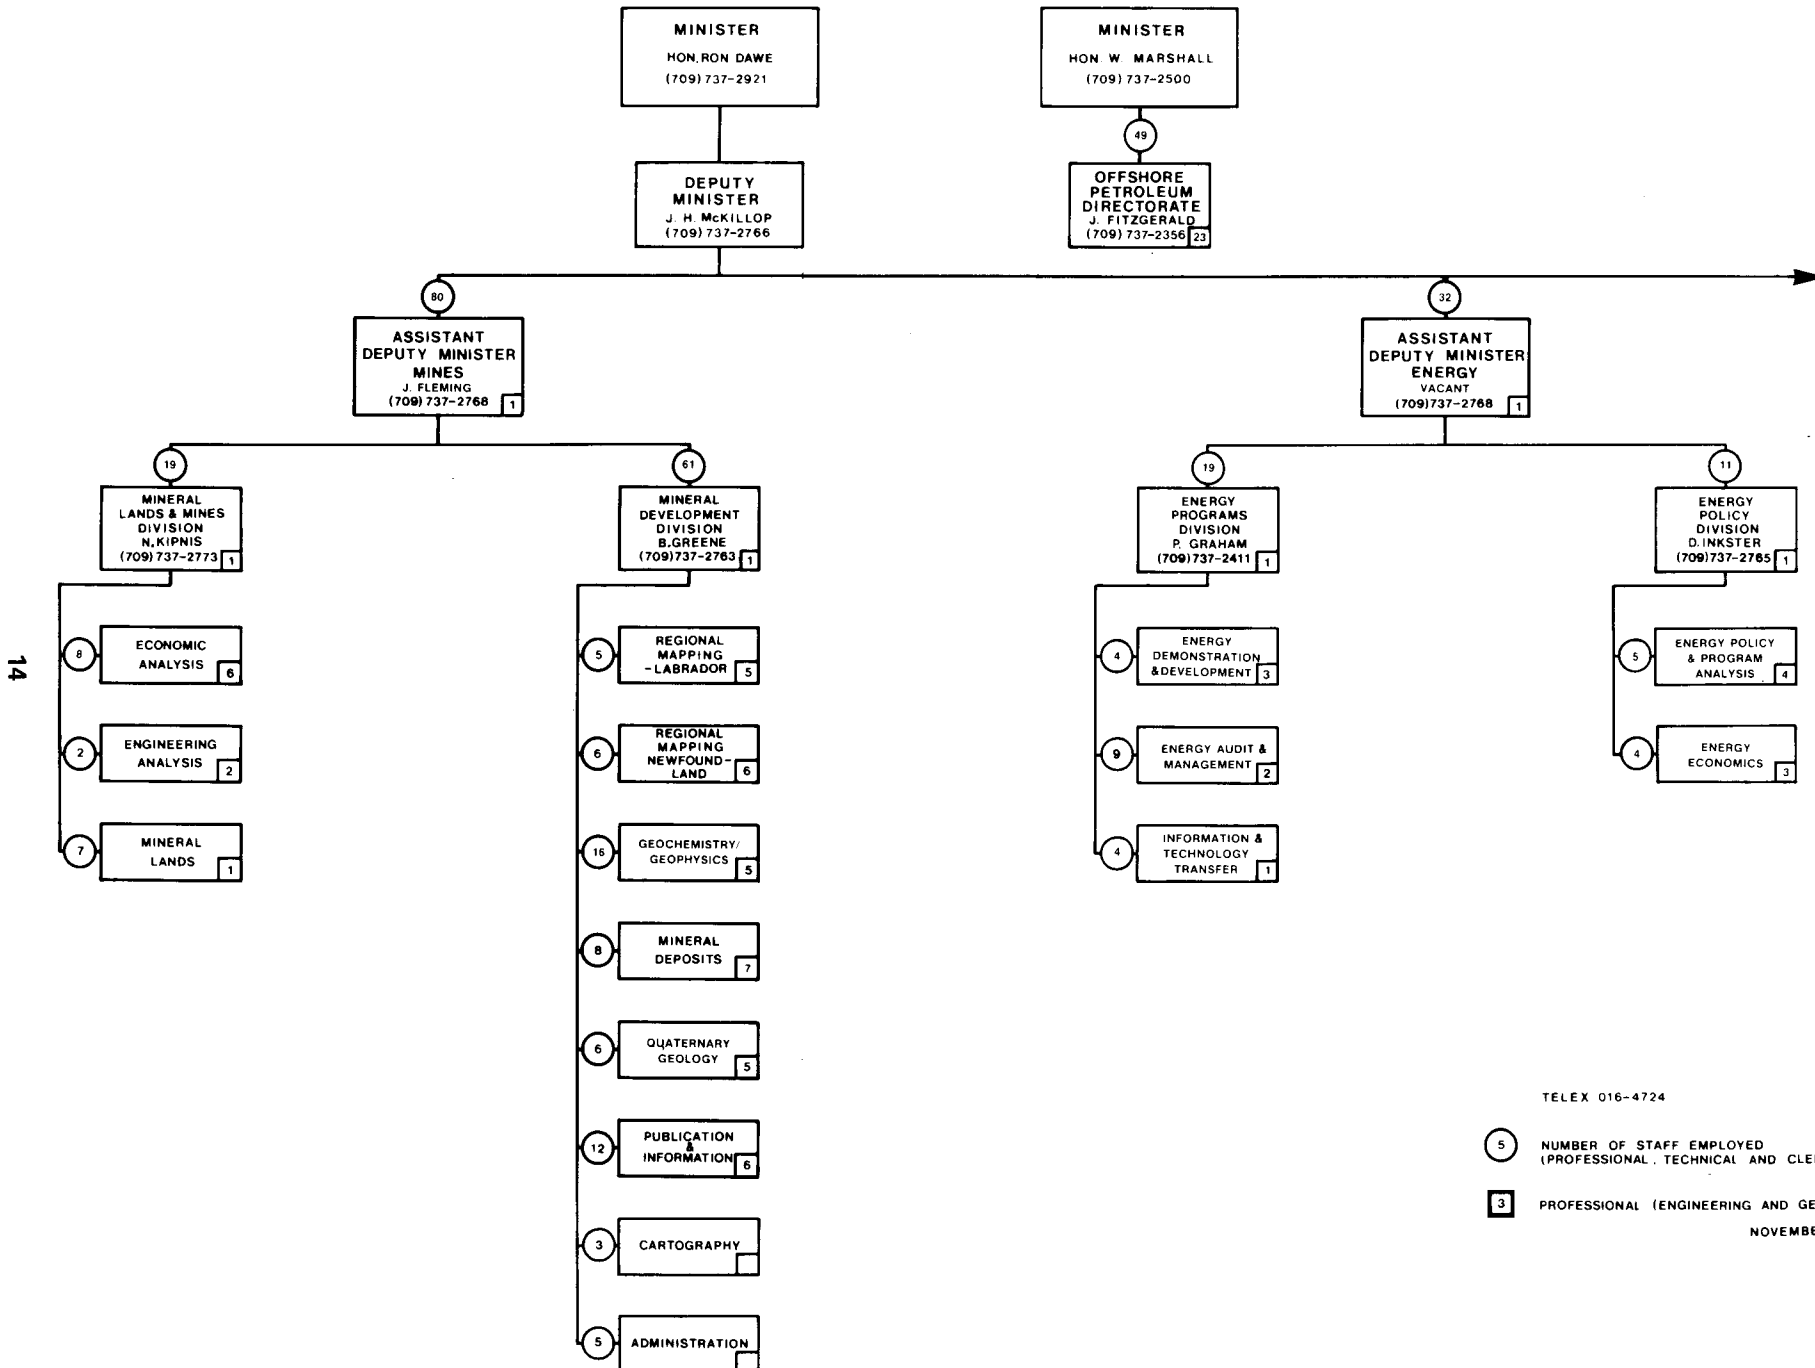 MINISTER
HON. RON DAWE
(709) 737-2921
MINISTER
HON. W. MARSHALL
(709) 737-2500
49
DEPUTY
MINISTER
J. H. McKILLOP
(709) 737-2766
OFFSHORE
PETROLEUM
DIRECTORATE
J. FITZGERALD
(709) 737-2356 23
80
ASSISTANT
DEPUTY MINISTER
MINES
J. FLEMING
(709) 737-2768 1
32
ASSISTANT
DEPUTY MINISTER
ENERGY
VACANT
(709) 737-2768 1
19
MINERAL
LANDS & MINES
DIVISION
N. KIPNIS
(709) 737-2773 1
61
MINERAL
DEVELOPMENT
DIVISION
B. GREENE
(709) 737-2763 1
19
ENERGY
PROGRAMS
DIVISION
P. GRAHAM
(709) 737-2411 1
11
ENERGY
POLICY
DIVISION
D. INKSTER
(709) 737-2765 1
8
ECONOMIC
ANALYSIS
6
2
ENGINEERING
ANALYSIS
2
7
MINERAL
LANDS
1
5
REGIONAL
MAPPING
-LABRADOR
5
6
REGIONAL
MAPPING
NEWFOUND-
LAND
6
16
GEOCHEMISTRY/
GEOPHYSICS
5
8
MINERAL
DEPOSITS
7
6
QUATERNARY
GEOLOGY
5
12
PUBLICATION
&
INFORMATION
6
3
CARTOGRAPHY
5
ADMINISTRATION
4
ENERGY
DEMONSTRATION
& DEVELOPMENT
3
9
ENERGY AUDIT &
MANAGEMENT
2
4
INFORMATION &
TECHNOLOGY
TRANSFER
1
5
ENERGY POLICY
& PROGRAM
ANALYSIS
4
4
ENERGY
ECONOMICS
3
14
TELEX 016-4724
5 NUMBER OF STAFF EMPLOYED
(PROFESSIONAL, TECHNICAL AND CLE
3 PROFESSIONAL (ENGINEERING AND GE
NOVEMBE